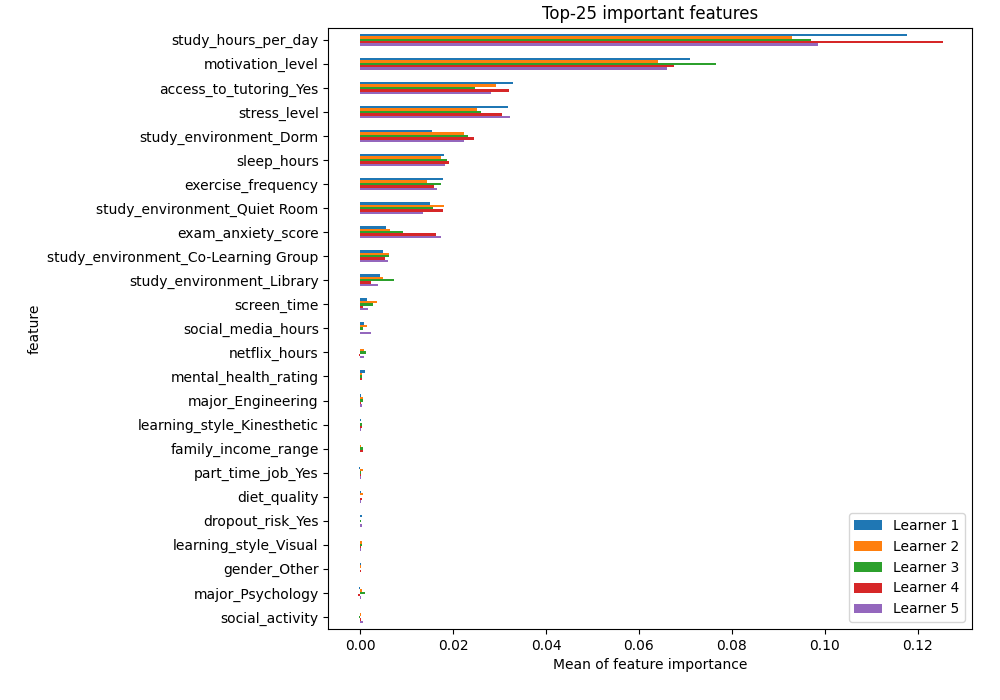 Top-25 important features
study_hours_per_day
motivation_level
access_to_tutoring_Yes
stress_level
study_environment_Dorm
sleep_hours
exercise_frequency
study_environment_Quiet Room
exam_anxiety_score
study_environment_Co-Learning Group
study_environment_Library
screen_time
social_media_hours
netflix_hours
mental_health_rating
major_Engineering
learning_style_Kinesthetic
family_income_range
part_time_job_Yes
diet_quality
dropout_risk_Yes
learning_style_Visual
gender_Other
major_Psychology
social_activity
feature
Learner 1
Learner 2
Learner 3
Learner 4
Learner 5
0.00 0.02 0.04 0.06 0.08 0.10 0.12
Mean of feature importance